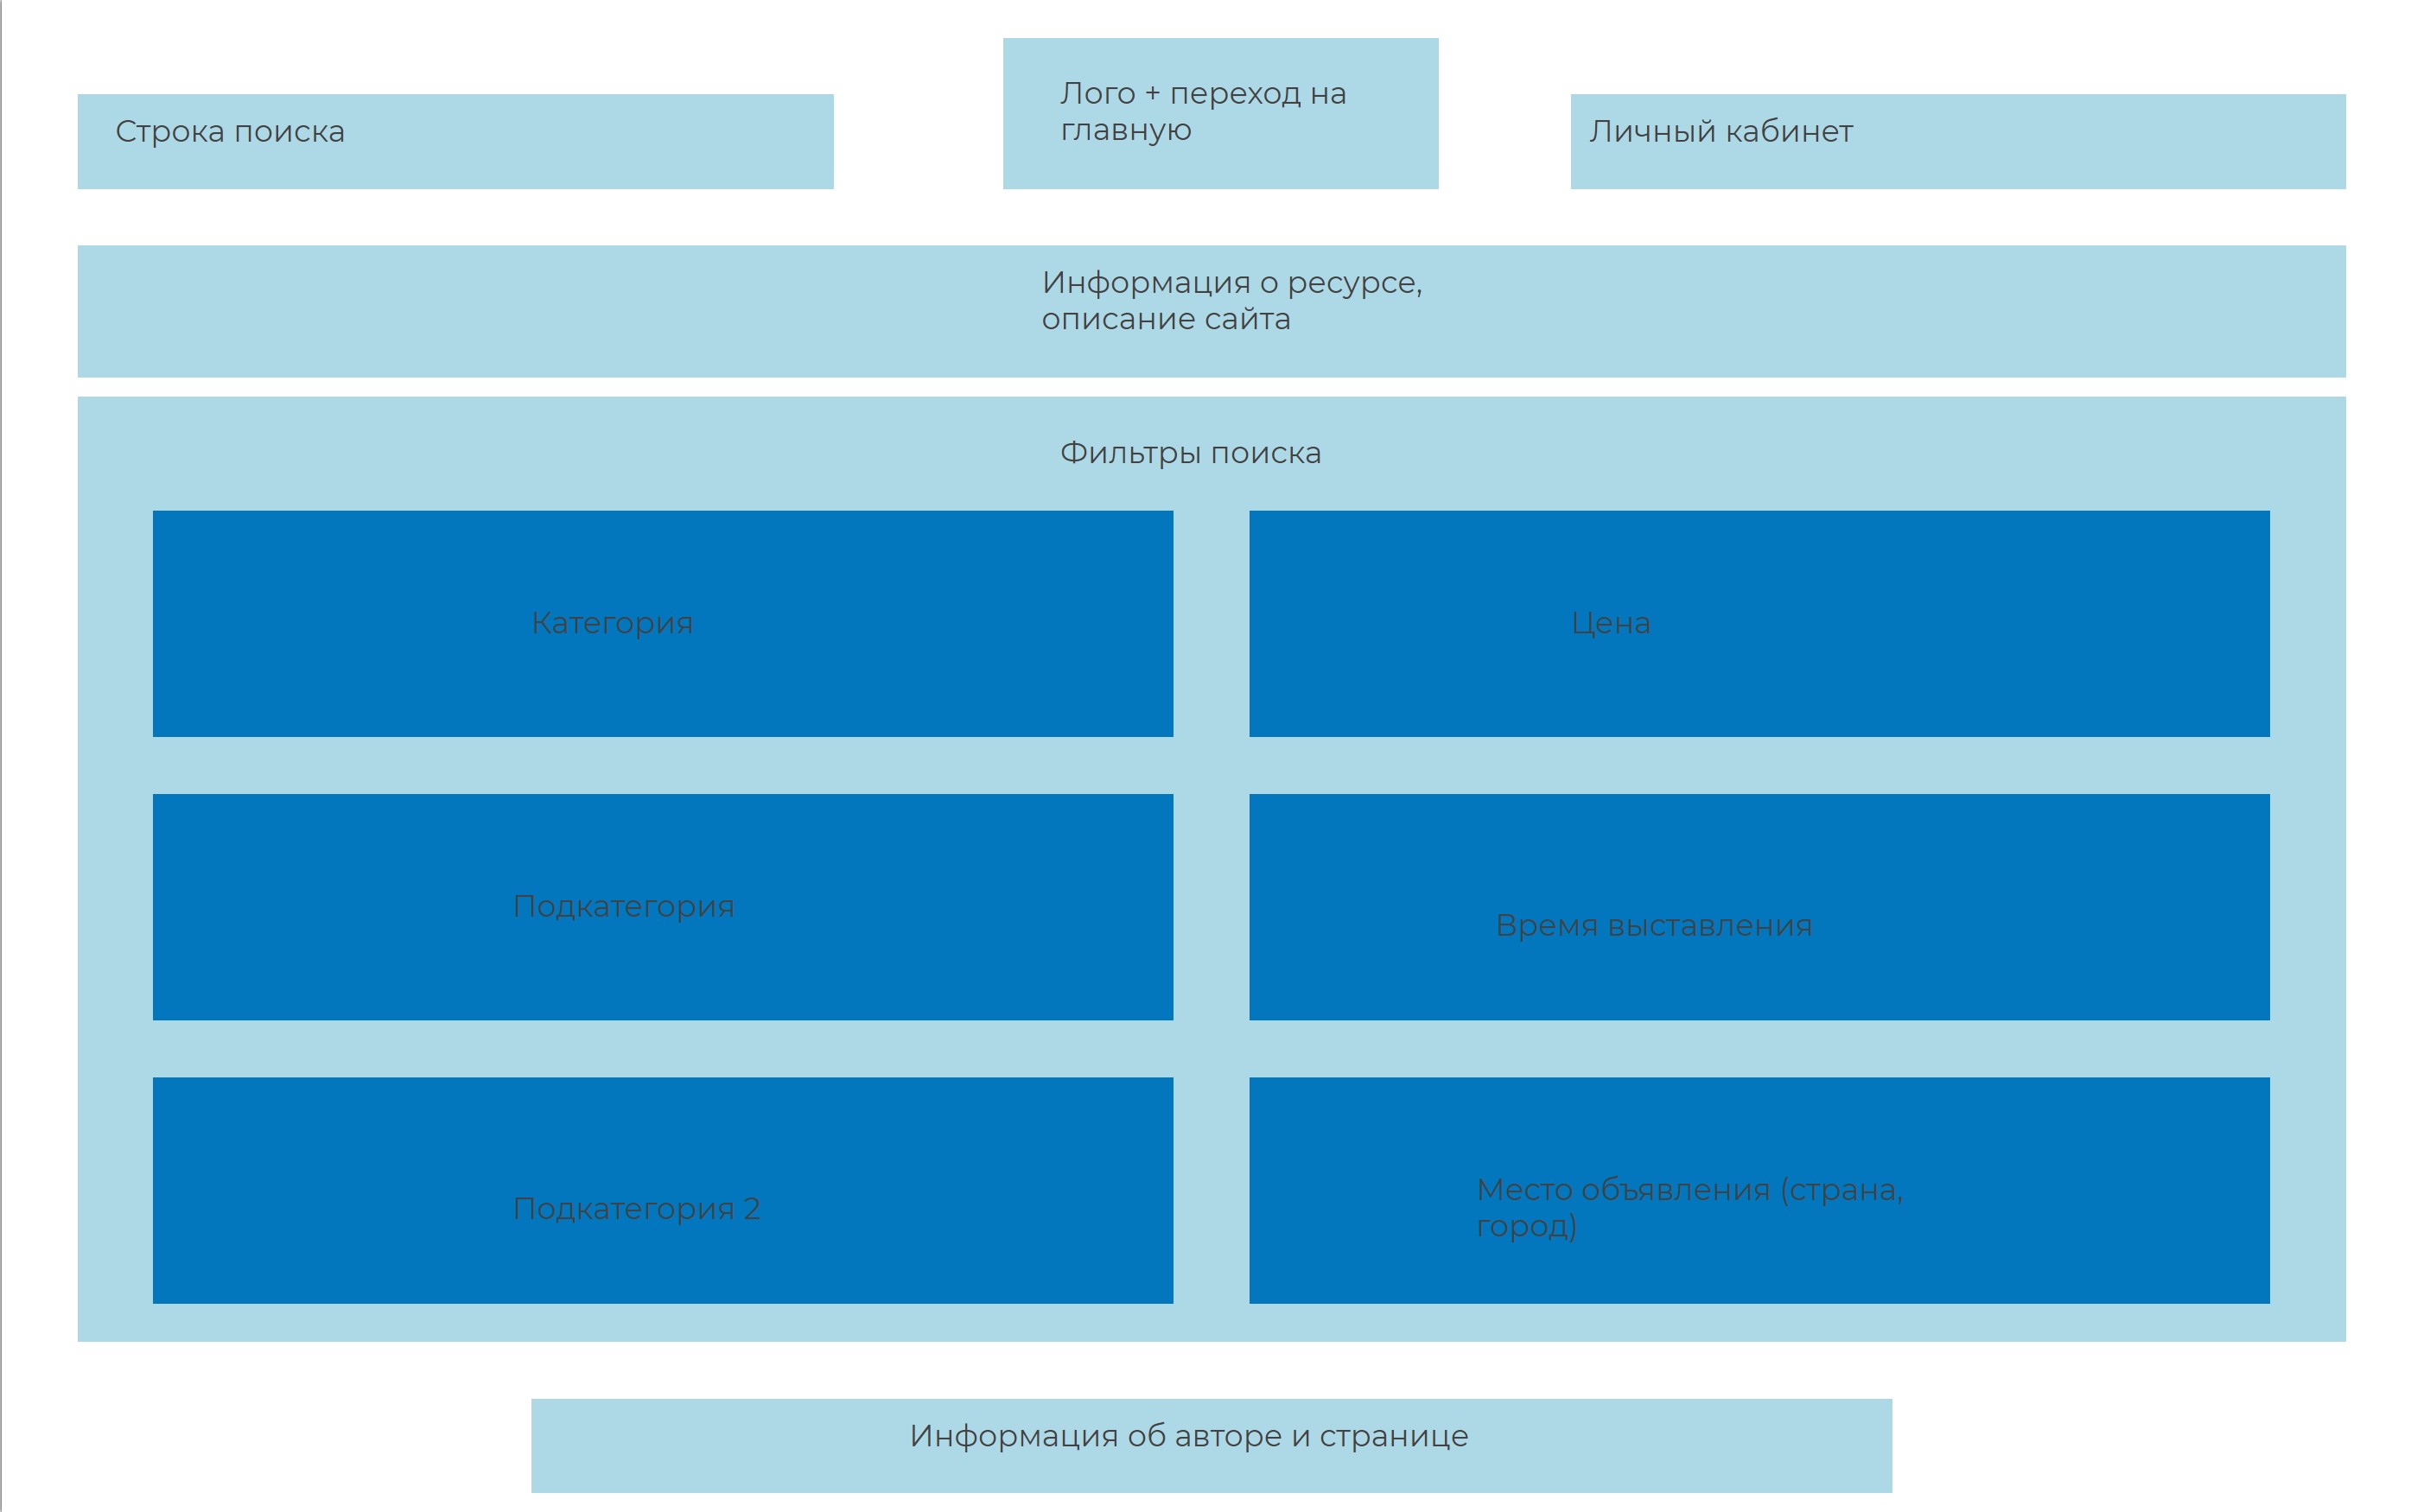 Строка поиска
Лого + переход на
главную
Личный кабинет
Информация о ресурсе,
описание сайта
Фильтры поиска
Категория
Цена
Подкатегория
Время выставления
Подкатегория 2
Место объявления (страна,
город)
Информация об авторе и странице